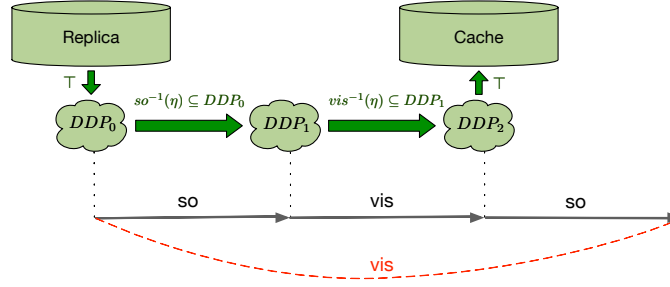 Replica
Cache
⊤
⊤
so⁻¹(η) ⊆ DDP₀
vis⁻¹(η) ⊆ DDP₁
DDP₀
DDP₁
DDP₂
so
vis
so
vis